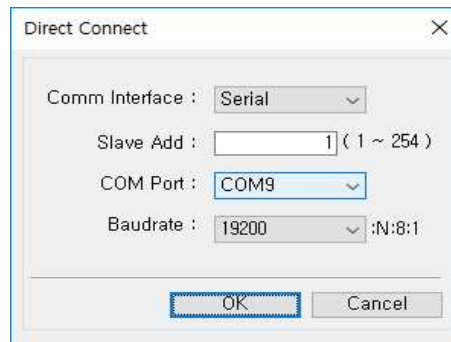 Direct Connect
Comm Interface : Serial
Slave Add : 1 ( 1 ~ 254 )
COM Port : COM9
Baudrate : 19200 :N:8:1
OK Cancel